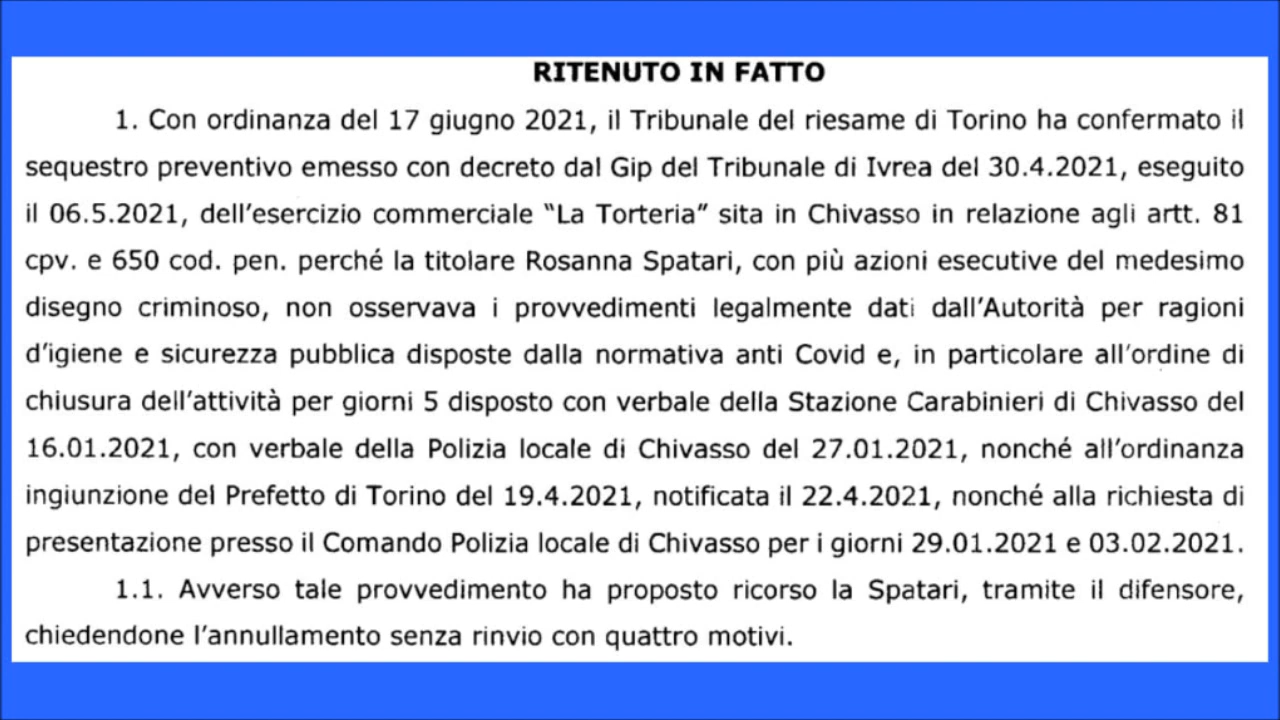 RITENUTO IN FATTO
1. Con ordinanza del 17 giugno 2021, il Tribunale del riesame di Torino ha confermato il
sequestro preventivo emesso con decreto dal Gip del Tribunale di Ivrea del 30.4.2021, eseguito
il 06.5.2021, dell'esercizio commerciale "La Torteria" sita in Chivasso in relazione agli artt. 81
cpv. e 650 cod. pen. perché la titolare Rosanna Spatari, con più azioni esecutive del medesimo
disegno criminoso, non osservava i provvedimenti legalmente dati dall'Autorità per ragioni
d'igiene e sicurezza pubblica disposte dalla normativa anti Covid e, in particolare all'ordine di
chiusura dell'attività per giorni 5 disposto con verbale della Stazione Carabinieri di Chivasso del
16.01.2021, con verbale della Polizia locale di Chivasso del 27.01.2021, nonché all'ordinanza
ingiunzione del Prefetto di Torino del 19.4.2021, notificata il 22.4.2021, nonché alla richiesta di
presentazione presso il Comando Polizia locale di Chivasso per i giorni 29.01.2021 e 03.02.2021.
1.1. Avverso tale provvedimento ha proposto ricorso la Spatari, tramite il difensore,
chiedendone l'annullamento senza rinvio con quattro motivi.